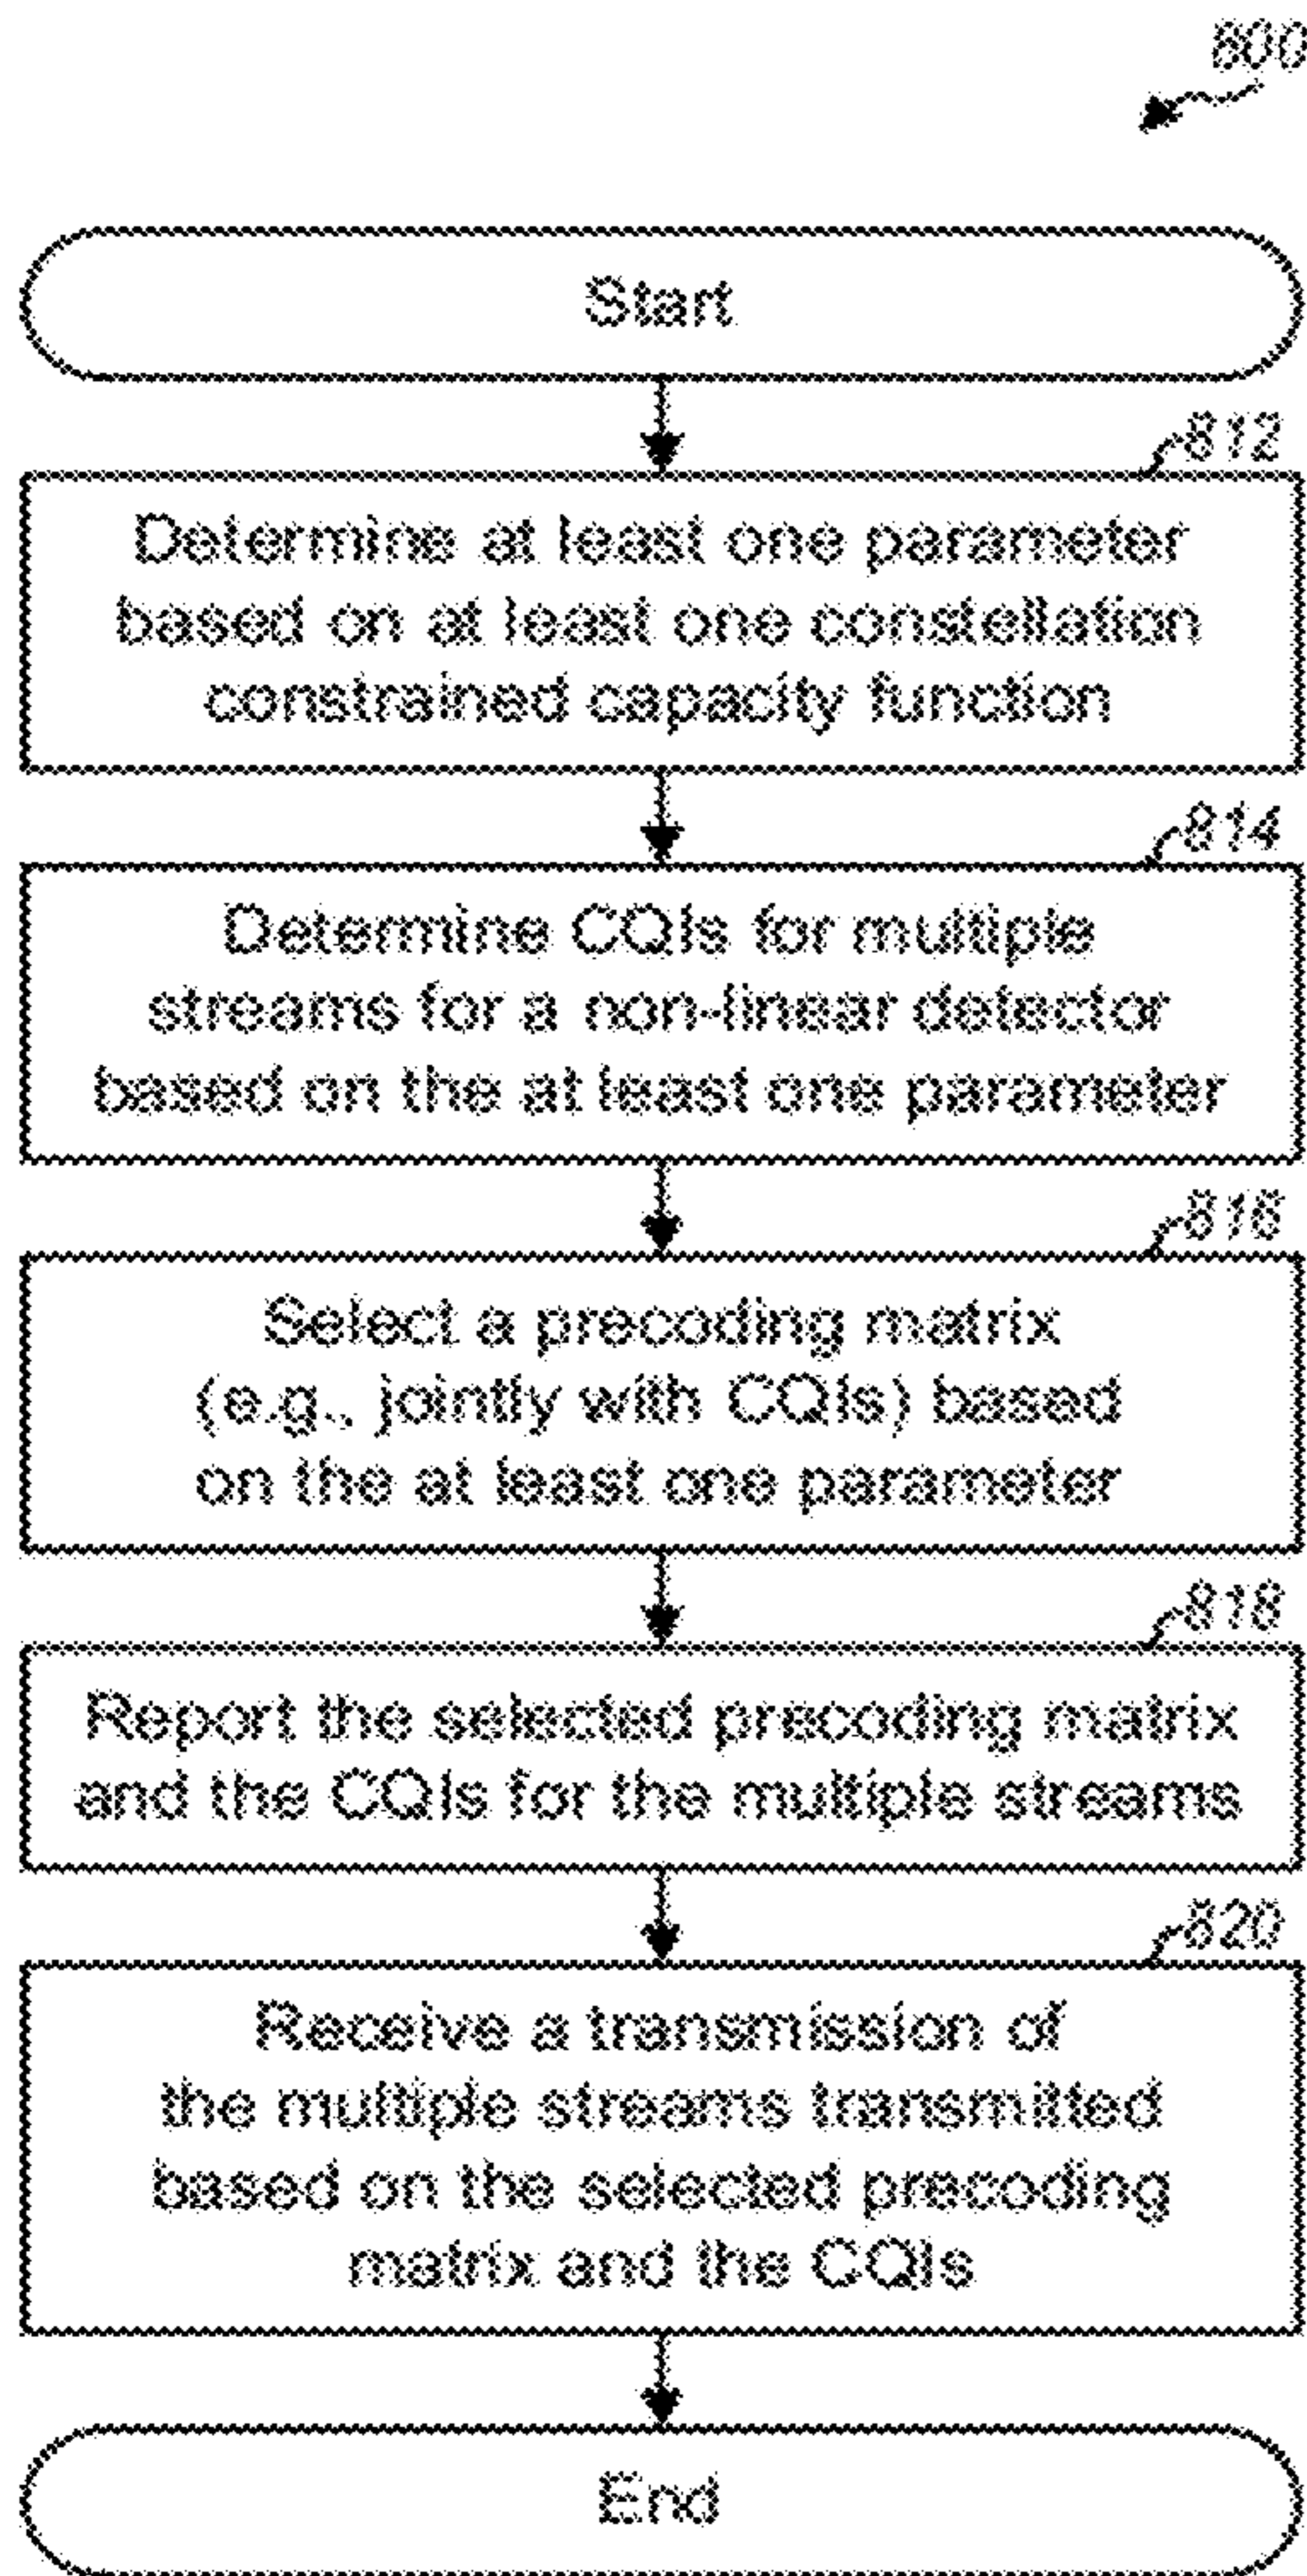 800
Start
812
Determine at least one parameter
based on at least one constellation
constrained capacity function
814
Determine CQIs for multiple
streams for a non-linear detector
based on the at least one parameter
816
Select a precoding matrix
(e.g., jointly with CQIs) based
on the at least one parameter
818
Report the selected precoding matrix
and the CQIs for the multiple streams
820
Receive a transmission of
the multiple streams transmitted
based on the selected precoding
matrix and the CQIs
End